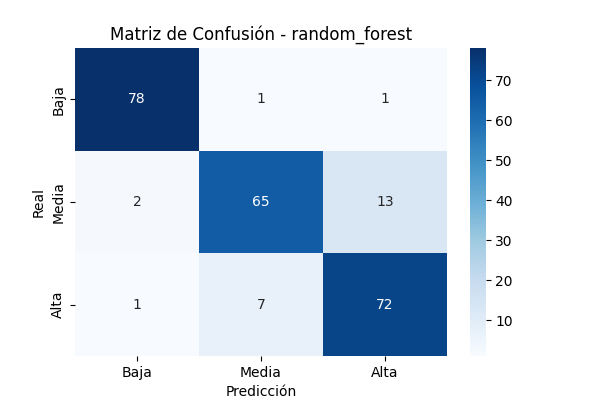 Matriz de Confusión - random_forest
Baja
78
1
1
70
60
50
40
30
20
10
Real
Media
2
65
13
Alta
1
7
72
Baja
Media
Alta
Predicción